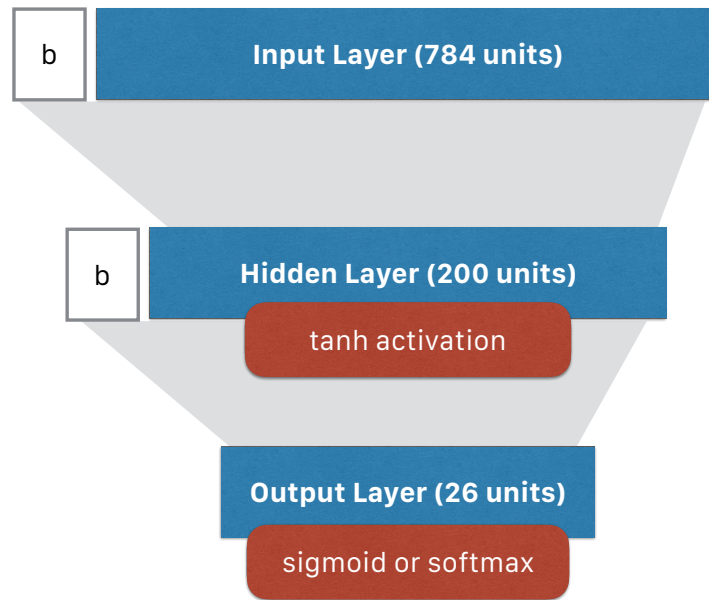 b
Input Layer (784 units)
b
Hidden Layer (200 units)
tanh activation
Output Layer (26 units)
sigmoid or softmax